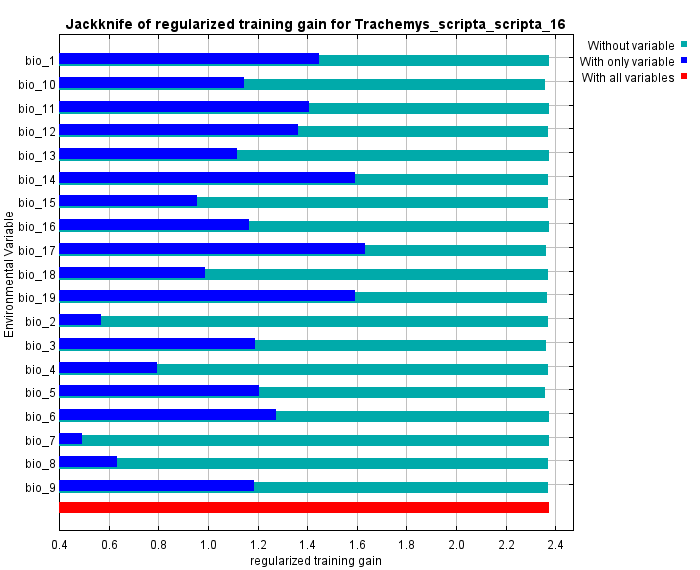 Jackknife of regularized training gain for Trachemys_scripta_scripta_16
Without variable
With only variable
With all variables
Environmental Variable
bio_1
bio_10
bio_11
bio_12
bio_13
bio_14
bio_15
bio_16
bio_17
bio_18
bio_19
bio_2
bio_3
bio_4
bio_5
bio_6
bio_7
bio_8
bio_9
0.4 0.6 0.8 1.0 1.2 1.4 1.6 1.8 2.0 2.2 2.4
regularized training gain